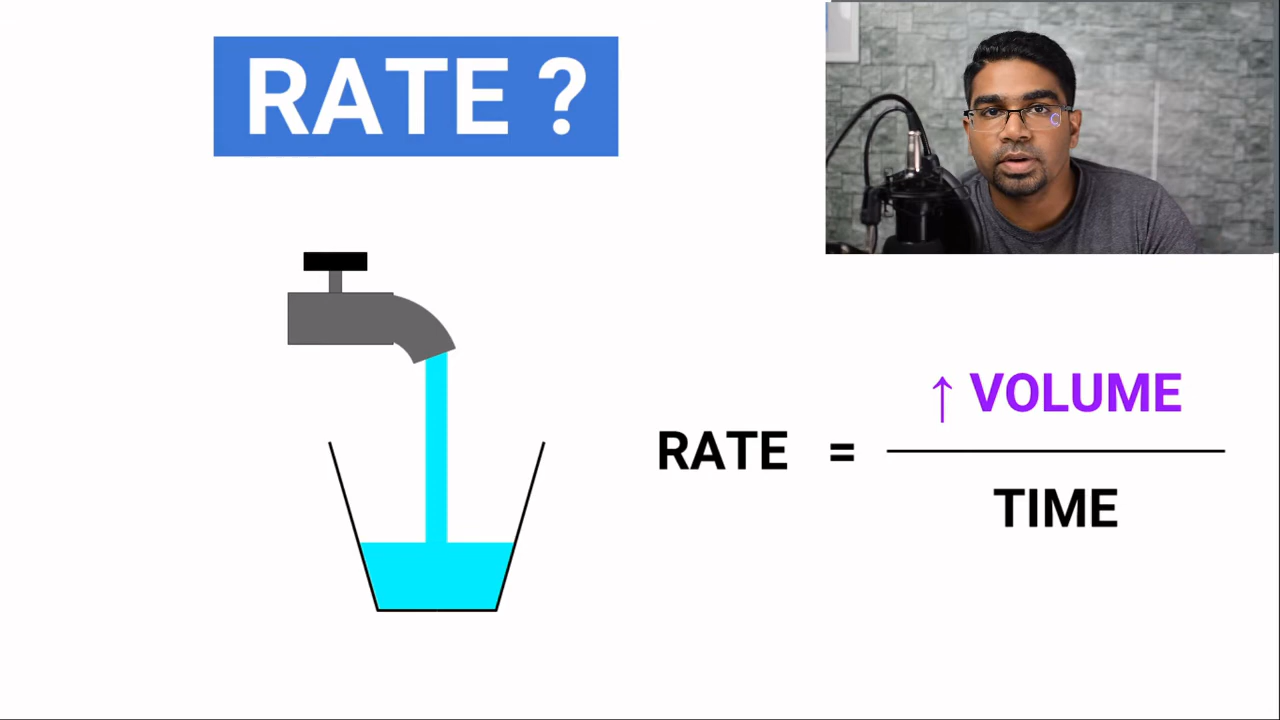 RATE ?
↑ VOLUME
RATE =
TIME